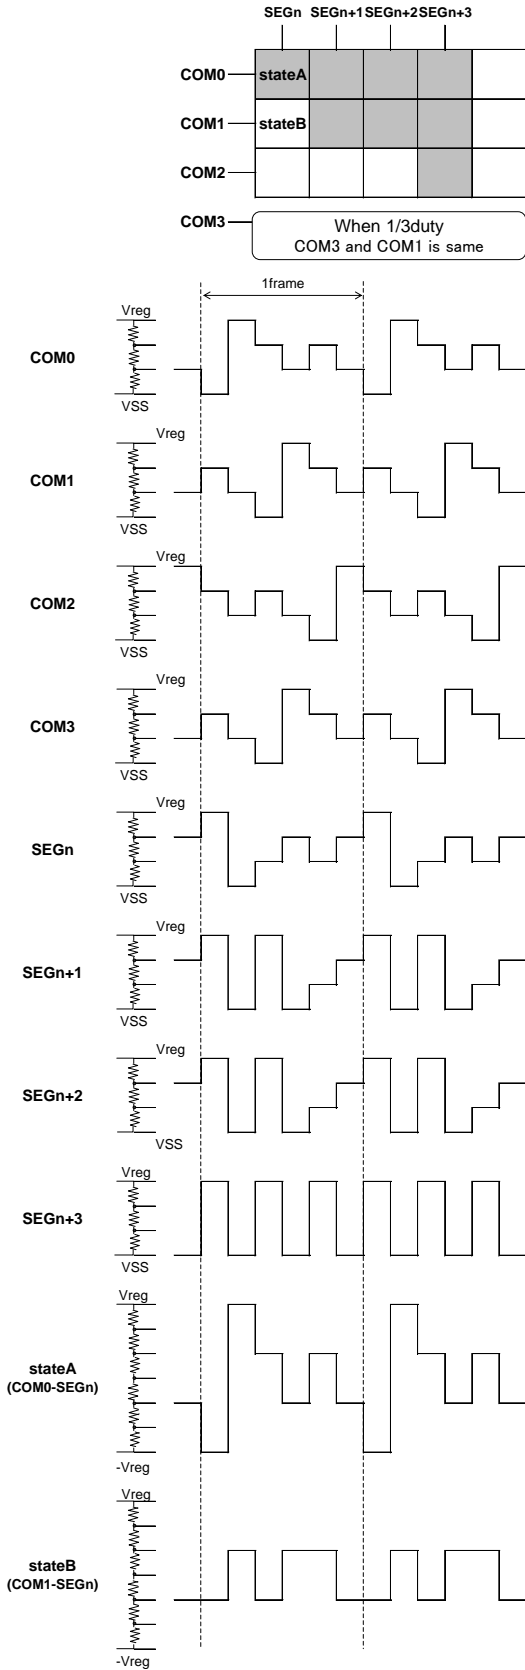 SEGn SEGn+1 SEGn+2 SEGn+3
COM0 stateA
COM1 stateB
COM2
COM3 When 1/3duty
COM3 and COM1 is same
1frame
Vreg
COM0
VSS
Vreg
COM1
VSS
Vreg
COM2
VSS
Vreg
COM3
VSS
Vreg
SEGn
VSS
Vreg
SEGn+1
VSS
Vreg
SEGn+2
VSS
Vreg
SEGn+3
VSS
Vreg
stateA
(COM0-SEGn)
-Vreg
Vreg
stateB
(COM1-SEGn)
-Vreg